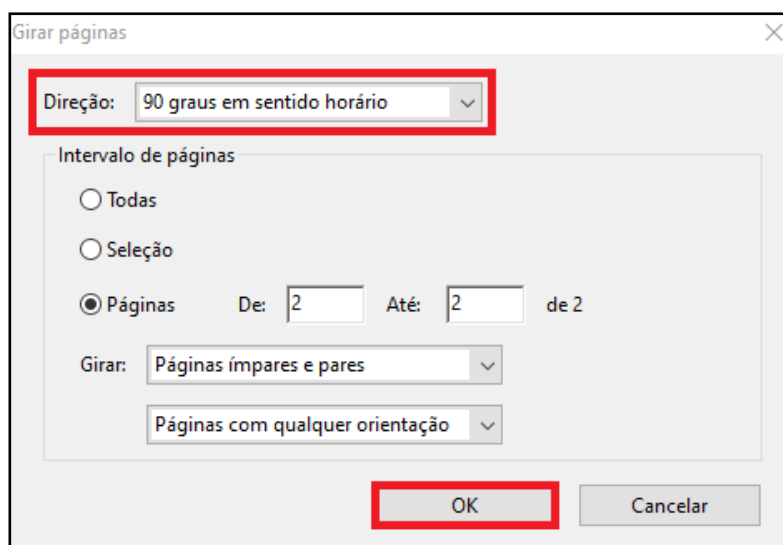 Girar páginas
Direção: 90 graus em sentido horário
Intervalo de páginas
Todas
Seleção
Páginas De: 2 Até: 2 de 2
Girar: Páginas ímpares e pares
Páginas com qualquer orientação
OK Cancelar